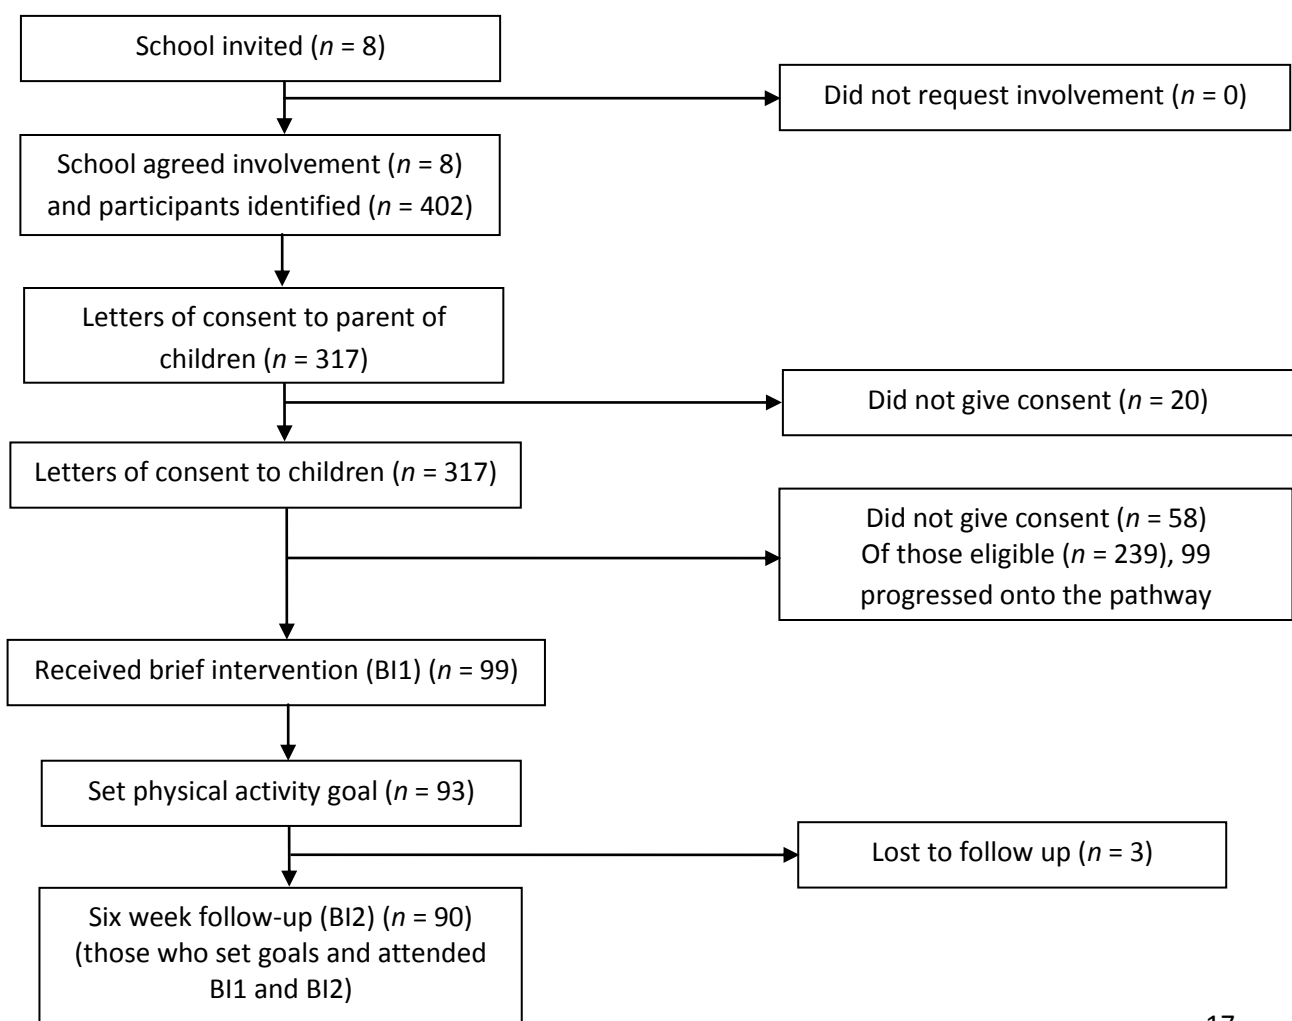 School invited (n = 8)
Did not request involvement (n = 0)
School agreed involvement (n = 8)
and participants identified (n = 402)
Letters of consent to parent of
children (n = 317)
Did not give consent (n = 20)
Letters of consent to children (n = 317)
Did not give consent (n = 58)
Of those eligible (n = 239), 99
progressed onto the pathway
Received brief intervention (BI1) (n = 99)
Set physical activity goal (n = 93)
Lost to follow up (n = 3)
Six week follow-up (BI2) (n = 90)
(those who set goals and attended
BI1 and BI2)
17